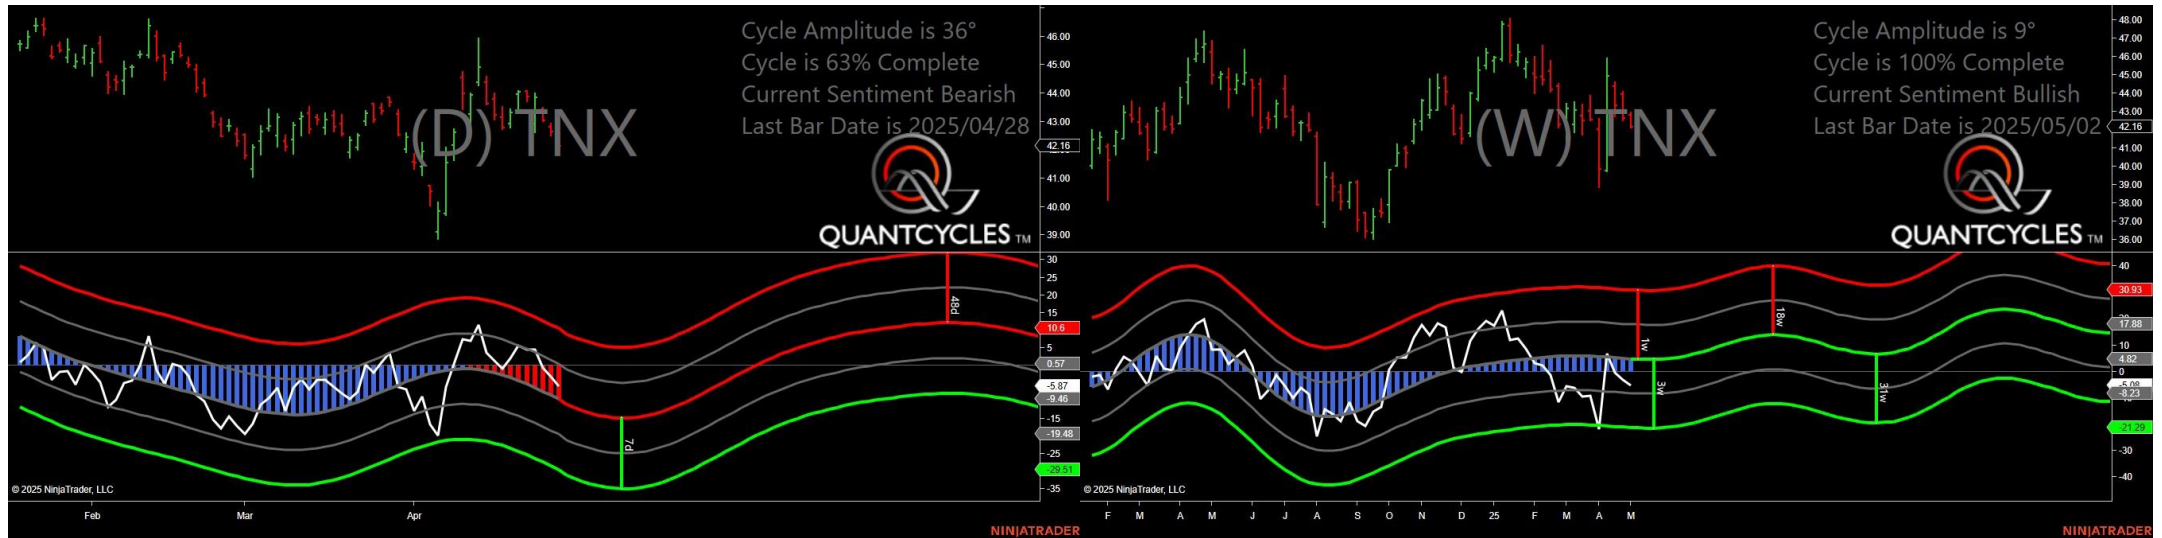 Cycle Amplitude is 36°
Cycle is 63% Complete
Current Sentiment Bearish
Last Bar Date is 2025/04/28
(D) TNX
QUANTCYCLES TM
46.00
45.00
44.00
43.00
42.16
41.00
40.00
39.00
30
25
20
15
10.6
5
0.57
-5.87
-9.46
-15
-19.48
-25
-29.51
-35
48d
7d
© 2025 NinjaTrader, LLC
Feb Mar Apr
NINJATRADER
Cycle Amplitude is 9°
Cycle is 100% Complete
Current Sentiment Bullish
Last Bar Date is 2025/05/02
(W) TNX
QUANTCYCLES TM
48.00
47.00
46.00
45.00
44.00
43.00
42.16
41.00
40.00
39.00
38.00
37.00
36.00
40
30.93
17.88
10
4.82
0
-8.23
-21.29
-30
-40
1w
3w
18w
31w
© 2025 NinjaTrader, LLC
F M A M J J A S O N D 25 F M A M
NINJATRADER